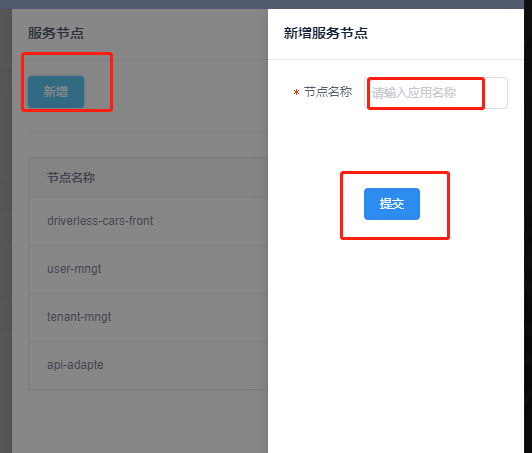 服务节点
新增
节点名称
driverless-cars-front
user-mngt
tenant-mngt
api-adapte
新增服务节点
* 节点名称
请输入应用名称
提交